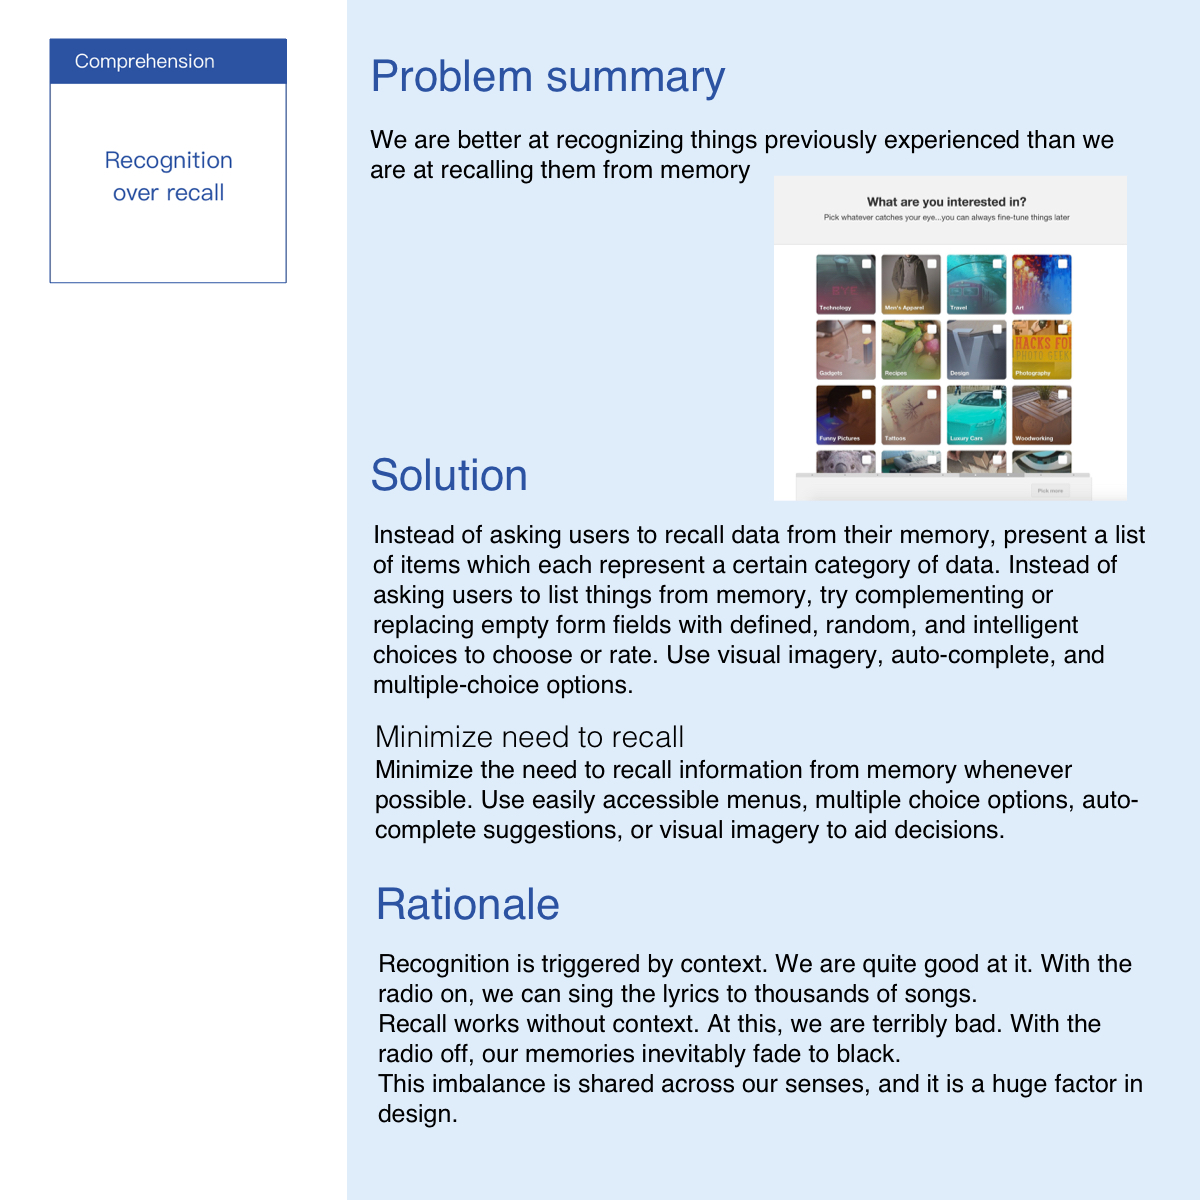 Comprehension
Recognition
over recall
Problem summary
We are better at recognizing things previously experienced than we
are at recalling them from memory
What are you interested in?
Pick whatever catches your eye...you can always fine-tune things later
BYE
Technology
Men's Apparel
Travel
Art
Gadgets
Recipes
Design
HACKS FOR
PHOTO GEEK
Photography
Funny Pictures
Tattoos
Luxury Cars
Woodworking
Pick more
Solution
Instead of asking users to recall data from their memory, present a list
of items which each represent a certain category of data. Instead of
asking users to list things from memory, try complementing or
replacing empty form fields with defined, random, and intelligent
choices to choose or rate. Use visual imagery, auto-complete, and
multiple-choice options.
Minimize need to recall
Minimize the need to recall information from memory whenever
possible. Use easily accessible menus, multiple choice options, auto-
complete suggestions, or visual imagery to aid decisions.
Rationale
Recognition is triggered by context. We are quite good at it. With the
radio on, we can sing the lyrics to thousands of songs.
Recall works without context. At this, we are terribly bad. With the
radio off, our memories inevitably fade to black.
This imbalance is shared across our senses, and it is a huge factor in
design.